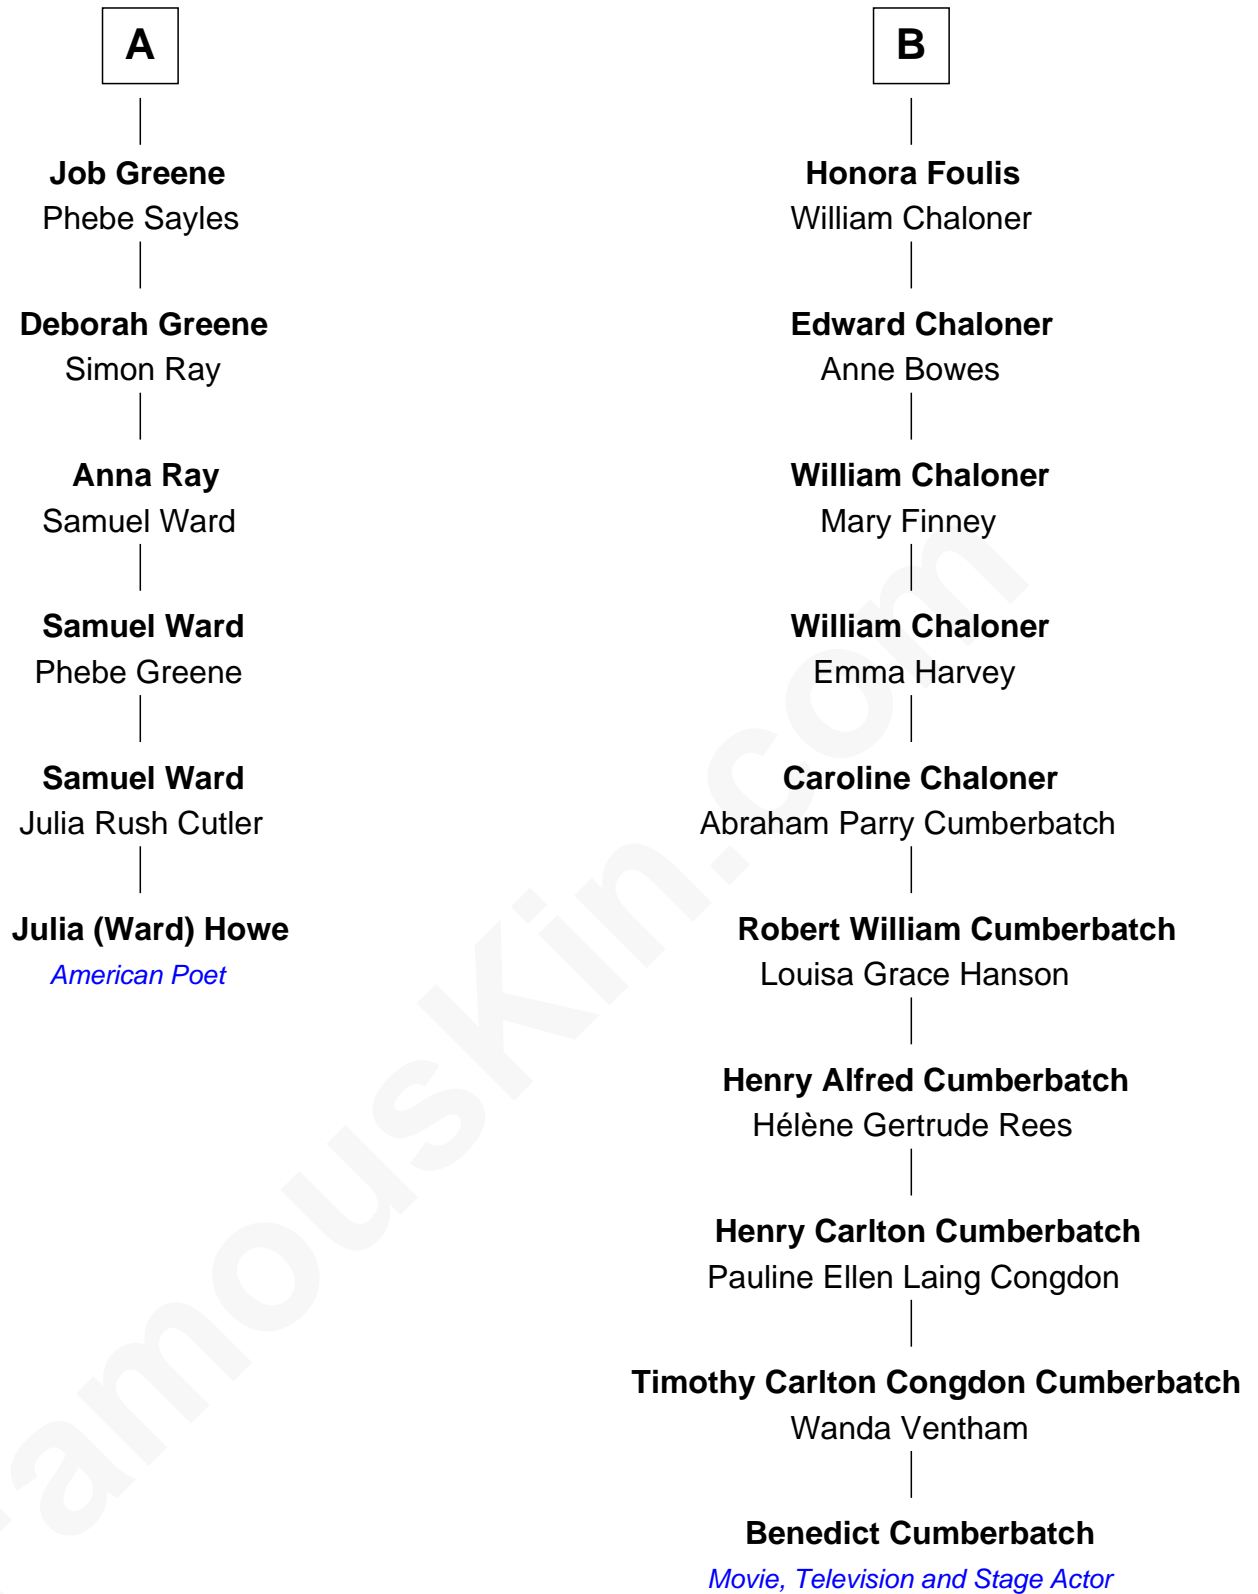 A
Job Greene
Phebe Sayles
Deborah Greene
Simon Ray
Anna Ray
Samuel Ward
Samuel Ward
Phebe Greene
Samuel Ward
Julia Rush Cutler
Julia (Ward) Howe
American Poet
B
Honora Foulis
William Chaloner
Edward Chaloner
Anne Bowes
William Chaloner
Mary Finney
William Chaloner
Emma Harvey
Caroline Chaloner
Abraham Parry Cumberbatch
Robert William Cumberbatch
Louisa Grace Hanson
Henry Alfred Cumberbatch
Hélène Gertrude Rees
Henry Carlton Cumberbatch
Pauline Ellen Laing Congdon
Timothy Carlton Congdon Cumberbatch
Wanda Ventham
Benedict Cumberbatch
Movie, Television and Stage Actor
FamousKin.com